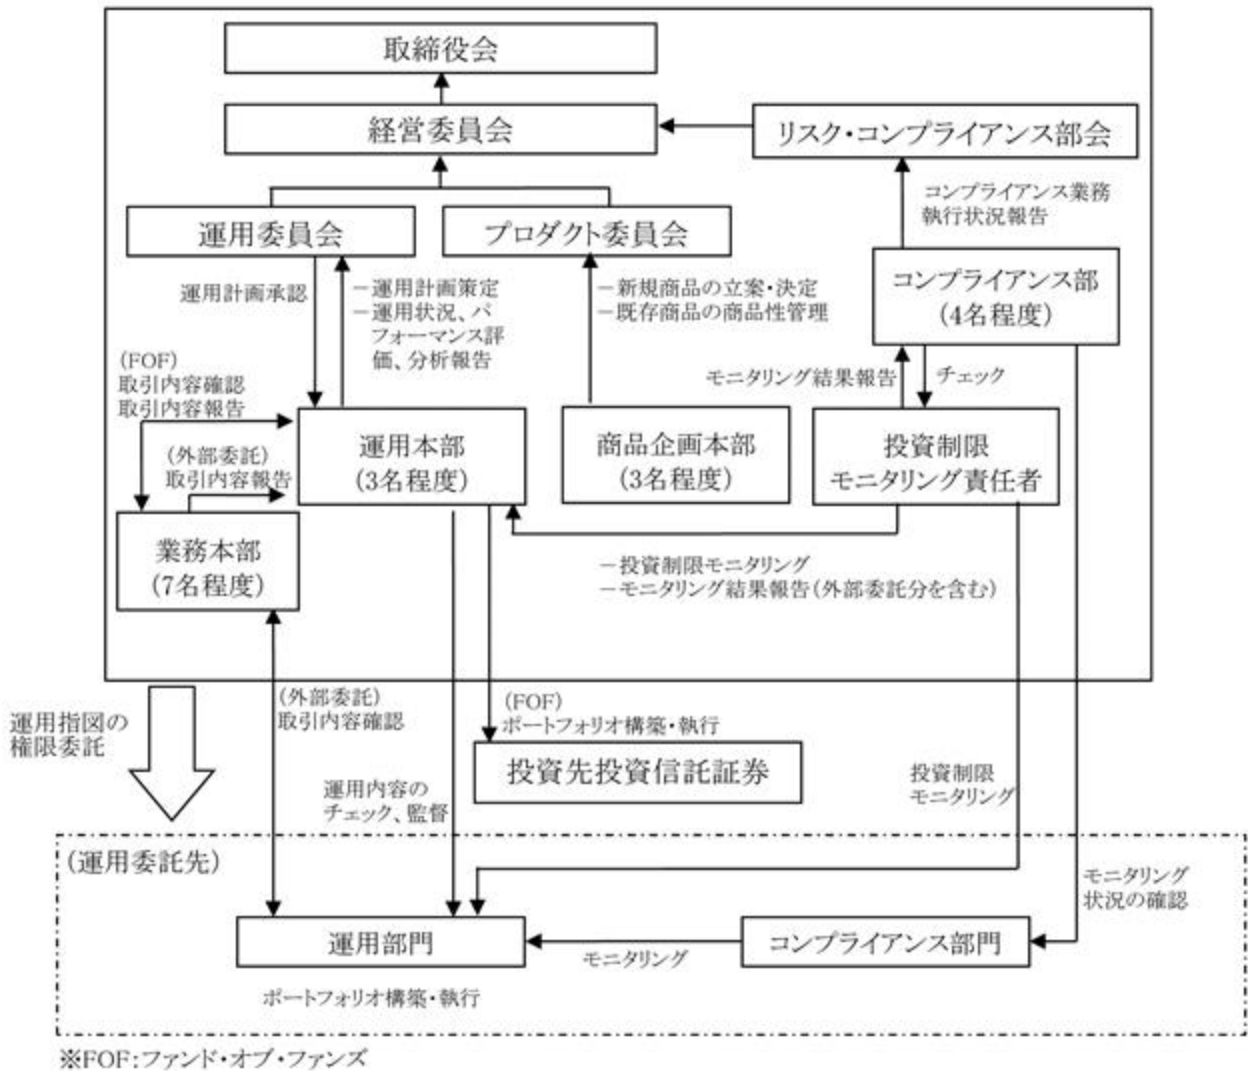 取締役会
経営委員会
リスク・コンプライアンス部会
コンプライアンス業務
執行状況報告
運用委員会
プロダクト委員会
コンプライアンス部
(4名程度)
運用計画承認
－運用計画策定
－運用状況、パ
フォーマンス評
価、分析報告
－新規商品の立案・決定
－既存商品の商品性管理
(FOF)
取引内容確認
取引内容報告
モニタリング結果報告
チェック
運用本部
(3名程度)
商品企画本部
(3名程度)
投資制限
モニタリング責任者
(外部委託)
取引内容報告
業務本部
(7名程度)
－投資制限モニタリング
－モニタリング結果報告(外部委託分を含む)
運用指図の
権限委託
(外部委託)
取引内容確認
(FOF)
ポートフォリオ構築・執行
投資先投資信託証券
運用内容の
チェック、監督
投資制限
モニタリング
(運用委託先)
モニタリング
状況の確認
運用部門
モニタリング
コンプライアンス部門
ポートフォリオ構築・執行
※FOF:ファンド・オブ・ファンズ